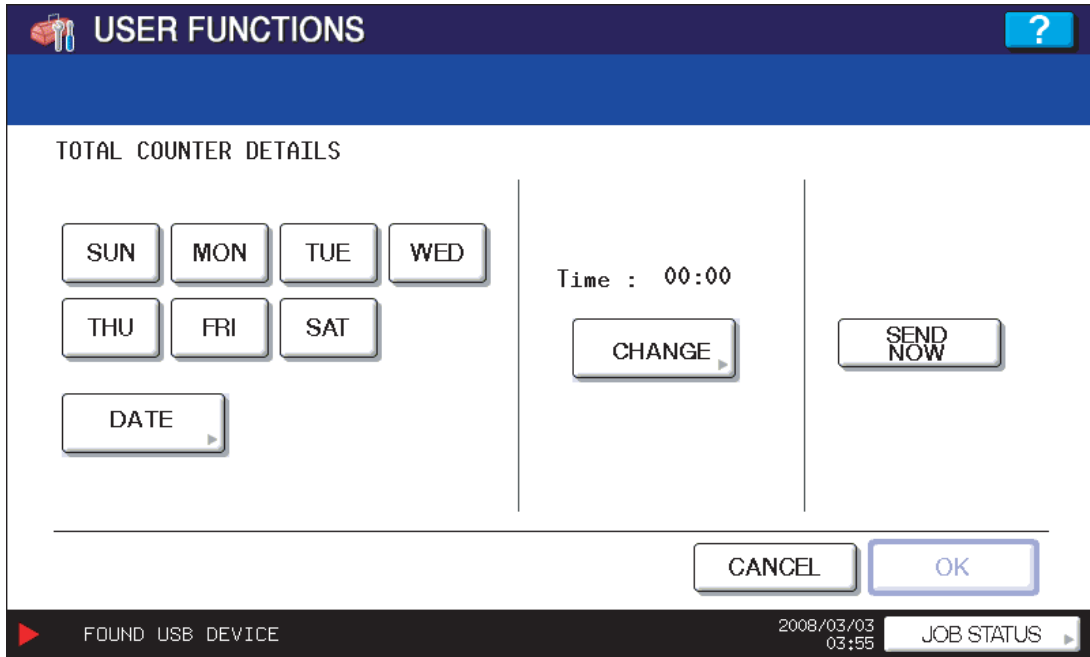 USER FUNCTIONS
?
TOTAL COUNTER DETAILS
SUN MON TUE WED
THU FRI SAT
DATE
Time : 00:00
CHANGE
SEND
NOW
CANCEL OK
FOUND USB DEVICE
2008/03/03
03:55
JOB STATUS